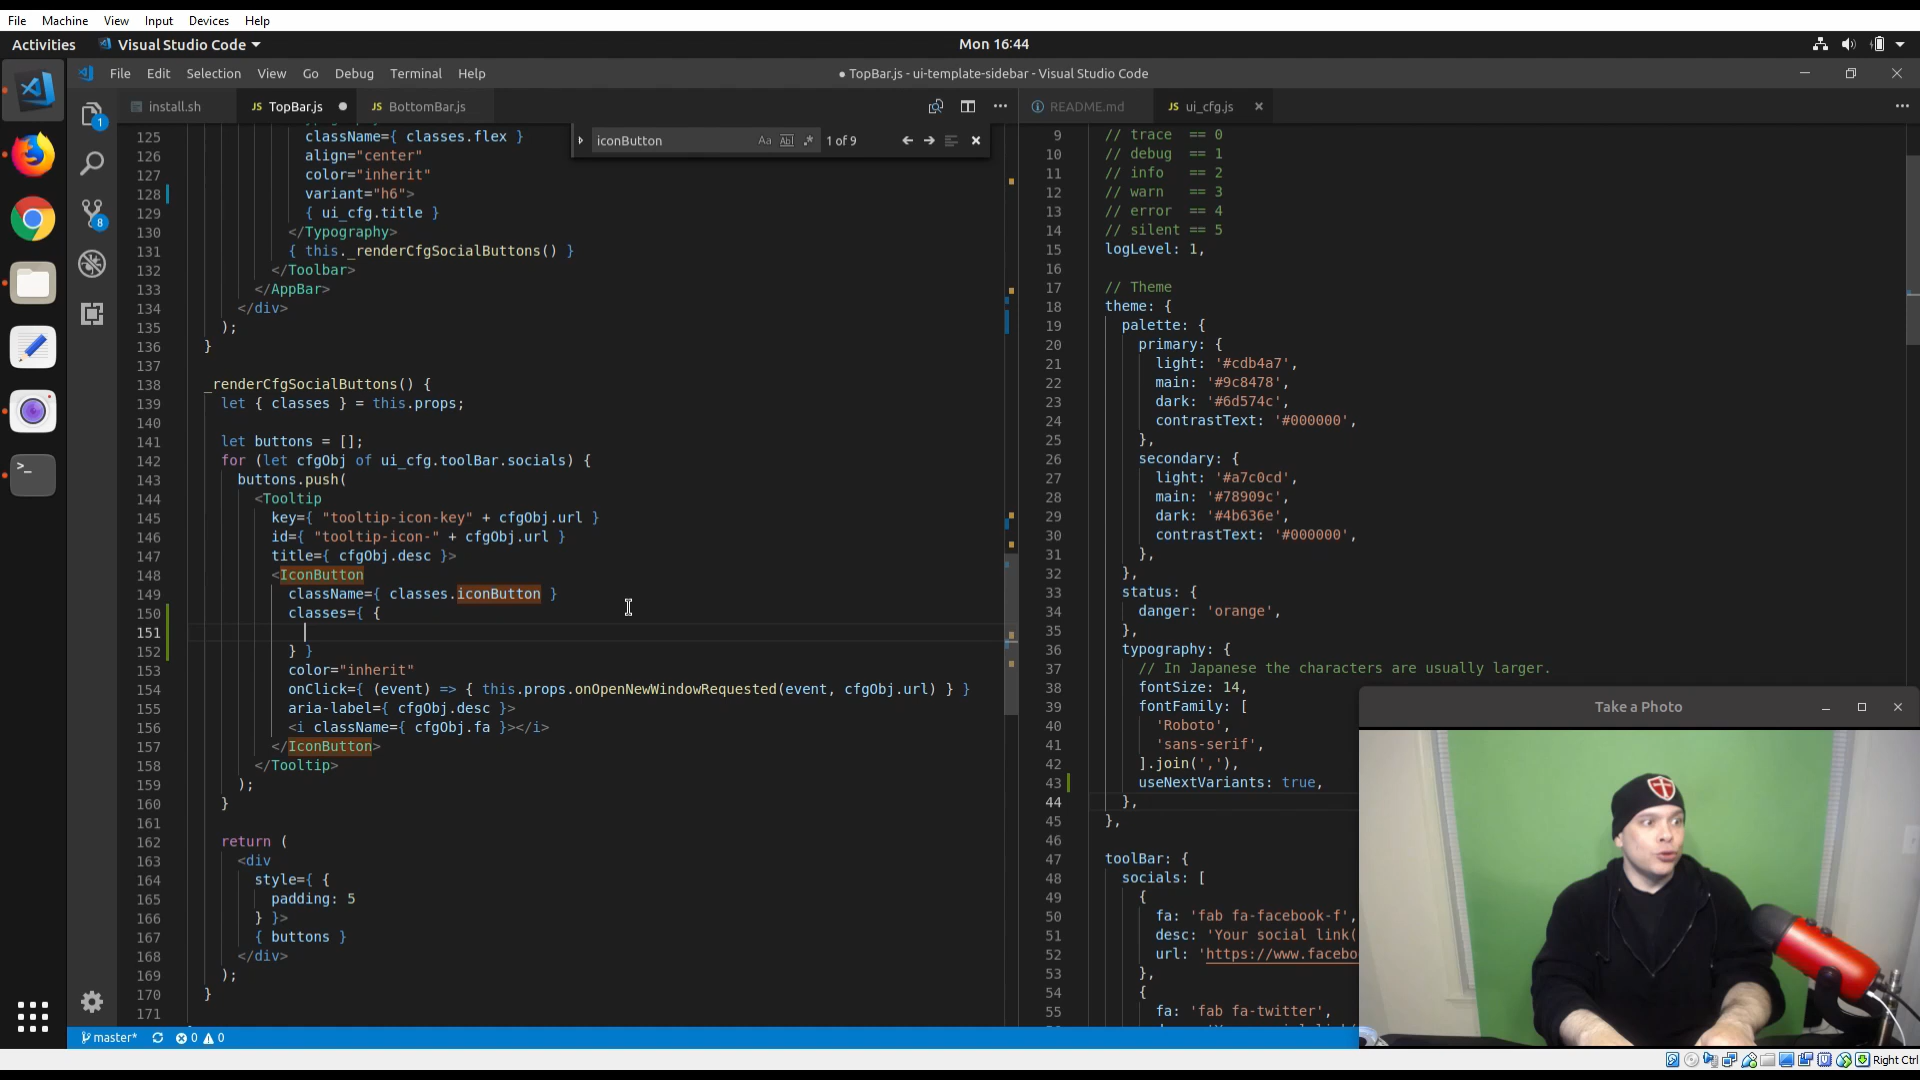 File Machine View Input Devices Help
Activities Visual Studio Code Mon 16:44
File Edit Selection View Go Debug Terminal Help ● TopBar.js - ui-template-sidebar - Visual Studio Code
install.sh JS TopBar.js JS BottomBar.js README.md JS ui_cfg.js
iconButton Aa Abl .* 1 of 9
125 className={ classes.flex }
126 align="center"
127 color="inherit"
128 variant="h6">
129 { ui_cfg.title }
130 </Typography>
131 { this._renderCfgSocialButtons() }
132 </Toolbar>
133 </AppBar>
134 </div>
135 );
136 }
137
138 _renderCfgSocialButtons() {
139 let { classes } = this.props;
140
141 let buttons = [];
142 for (let cfgObj of ui_cfg.toolBar.socials) {
143 buttons.push(
144 <Tooltip
145 key={ "tooltip-icon-key" + cfgObj.url }
146 id={ "tooltip-icon-" + cfgObj.url }
147 title={ cfgObj.desc }>
148 <IconButton
149 className={ classes.iconButton }
150 classes={ {
151
152 } }
153 color="inherit"
154 onClick={ (event) => { this.props.onOpenNewWindowRequested(event, cfgObj.url) } }
155 aria-label={ cfgObj.desc }>
156 <i className={ cfgObj.fa }></i>
157 </IconButton>
158 </Tooltip>
159 );
160 }
161
162 return (
163 <div
164 style={ {
165 padding: 5
166 } }>
167 { buttons }
168 </div>
169 );
170 }
171
9 // trace == 0
10 // debug == 1
11 // info == 2
12 // warn == 3
13 // error == 4
14 // silent == 5
15 logLevel: 1,
16
17 // Theme
18 theme: {
19 palette: {
20 primary: {
21 light: '#cdb4a7',
22 main: '#9c8478',
23 dark: '#6d574c',
24 contrastText: '#000000',
25 },
26 secondary: {
27 light: '#a7c0cd',
28 main: '#78909c',
29 dark: '#4b636e',
30 contrastText: '#000000',
31 },
32 },
33 status: {
34 danger: 'orange',
35 },
36 typography: {
37 // In Japanese the characters are usually larger.
38 fontSize: 14,
39 fontFamily: [
40 'Roboto',
41 'sans-serif',
42 ].join(','),
43 useNextVariants: true,
44 },
45 },
46
47 toolBar: {
48 socials: [
49 {
50 fa: 'fab fa-facebook-f',
51 desc: 'Your social link(
52 url: 'https://www.facebo
53 },
54 {
55 fa: 'fab fa-twitter',
Take a Photo
1
8
master* 0 0
Right Ctrl